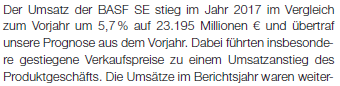 Der Umsatz der BASF SE stieg im Jahr 2017 im Vergleich
zum Vorjahr um 5,7 % auf 23.195 Millionen € und übertraf
unsere Prognose aus dem Vorjahr. Dabei führten insbesonde-
re gestiegene Verkaufspreise zu einem Umsatzanstieg des
Produktgeschäfts. Die Umsätze im Berichtsjahr waren weiter-